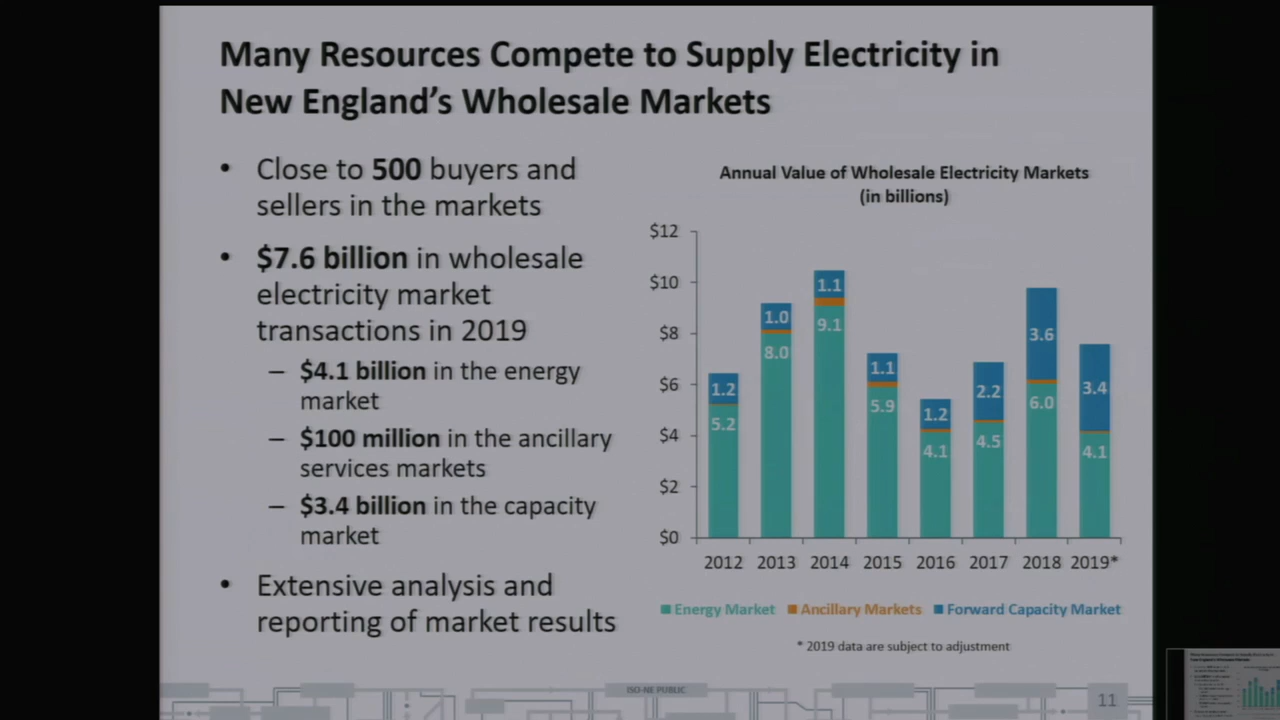 Many Resources Compete to Supply Electricity in
New England's Wholesale Markets
• Close to 500 buyers and
sellers in the markets
• $7.6 billion in wholesale
electricity market
transactions in 2019
– $4.1 billion in the energy
market
– $100 million in the ancillary
services markets
– $3.4 billion in the capacity
market
• Extensive analysis and
reporting of market results
Annual Value of Wholesale Electricity Markets
(in billions)
$12
$10
$8
$6
$4
$2
$0
1.2
5.2
1.0
8.0
1.1
9.1
1.1
5.9
1.2
4.1
2.2
4.5
3.6
6.0
3.4
4.1
2012 2013 2014 2015 2016 2017 2018 2019*
Energy Market Ancillary Markets Forward Capacity Market
* 2019 data are subject to adjustment
ISO-NE PUBLIC
11